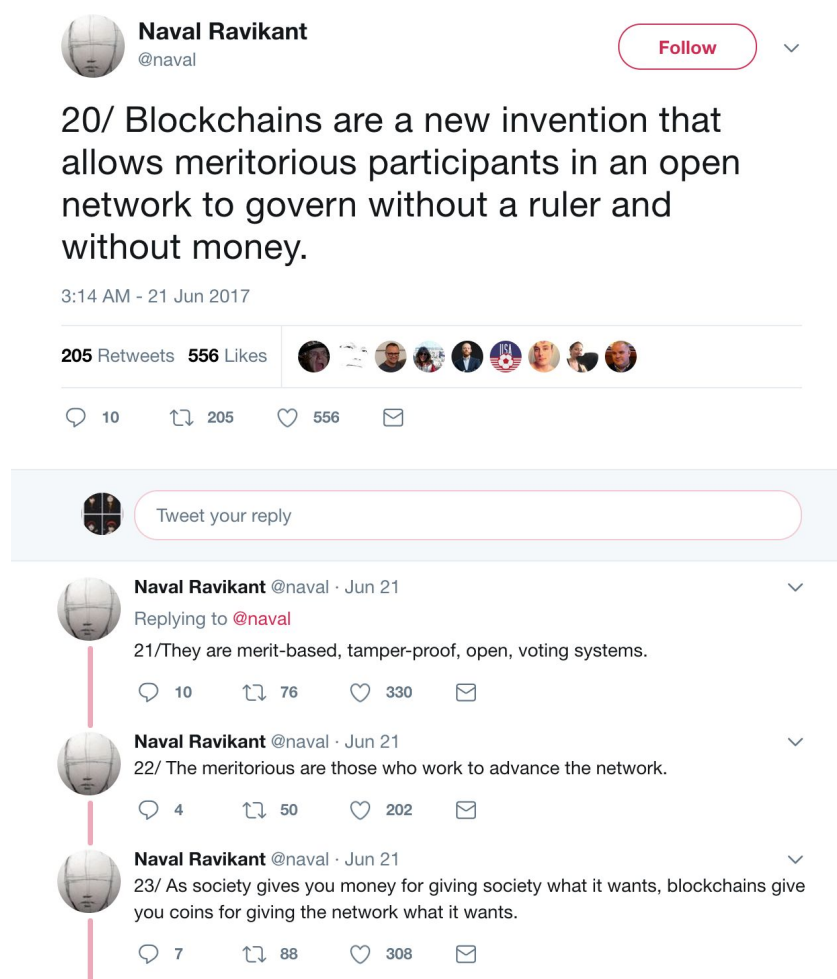 Naval Ravikant
@naval
Follow
20/ Blockchains are a new invention that
allows meritorious participants in an open
network to govern without a ruler and
without money.
3:14 AM - 21 Jun 2017
205 Retweets 556 Likes
USA
10 205 556
Tweet your reply
Naval Ravikant @naval · Jun 21
Replying to @naval
21/They are merit-based, tamper-proof, open, voting systems.
10 76 330
Naval Ravikant @naval · Jun 21
22/ The meritorious are those who work to advance the network.
4 50 202
Naval Ravikant @naval · Jun 21
23/ As society gives you money for giving society what it wants, blockchains give
you coins for giving the network what it wants.
7 88 308